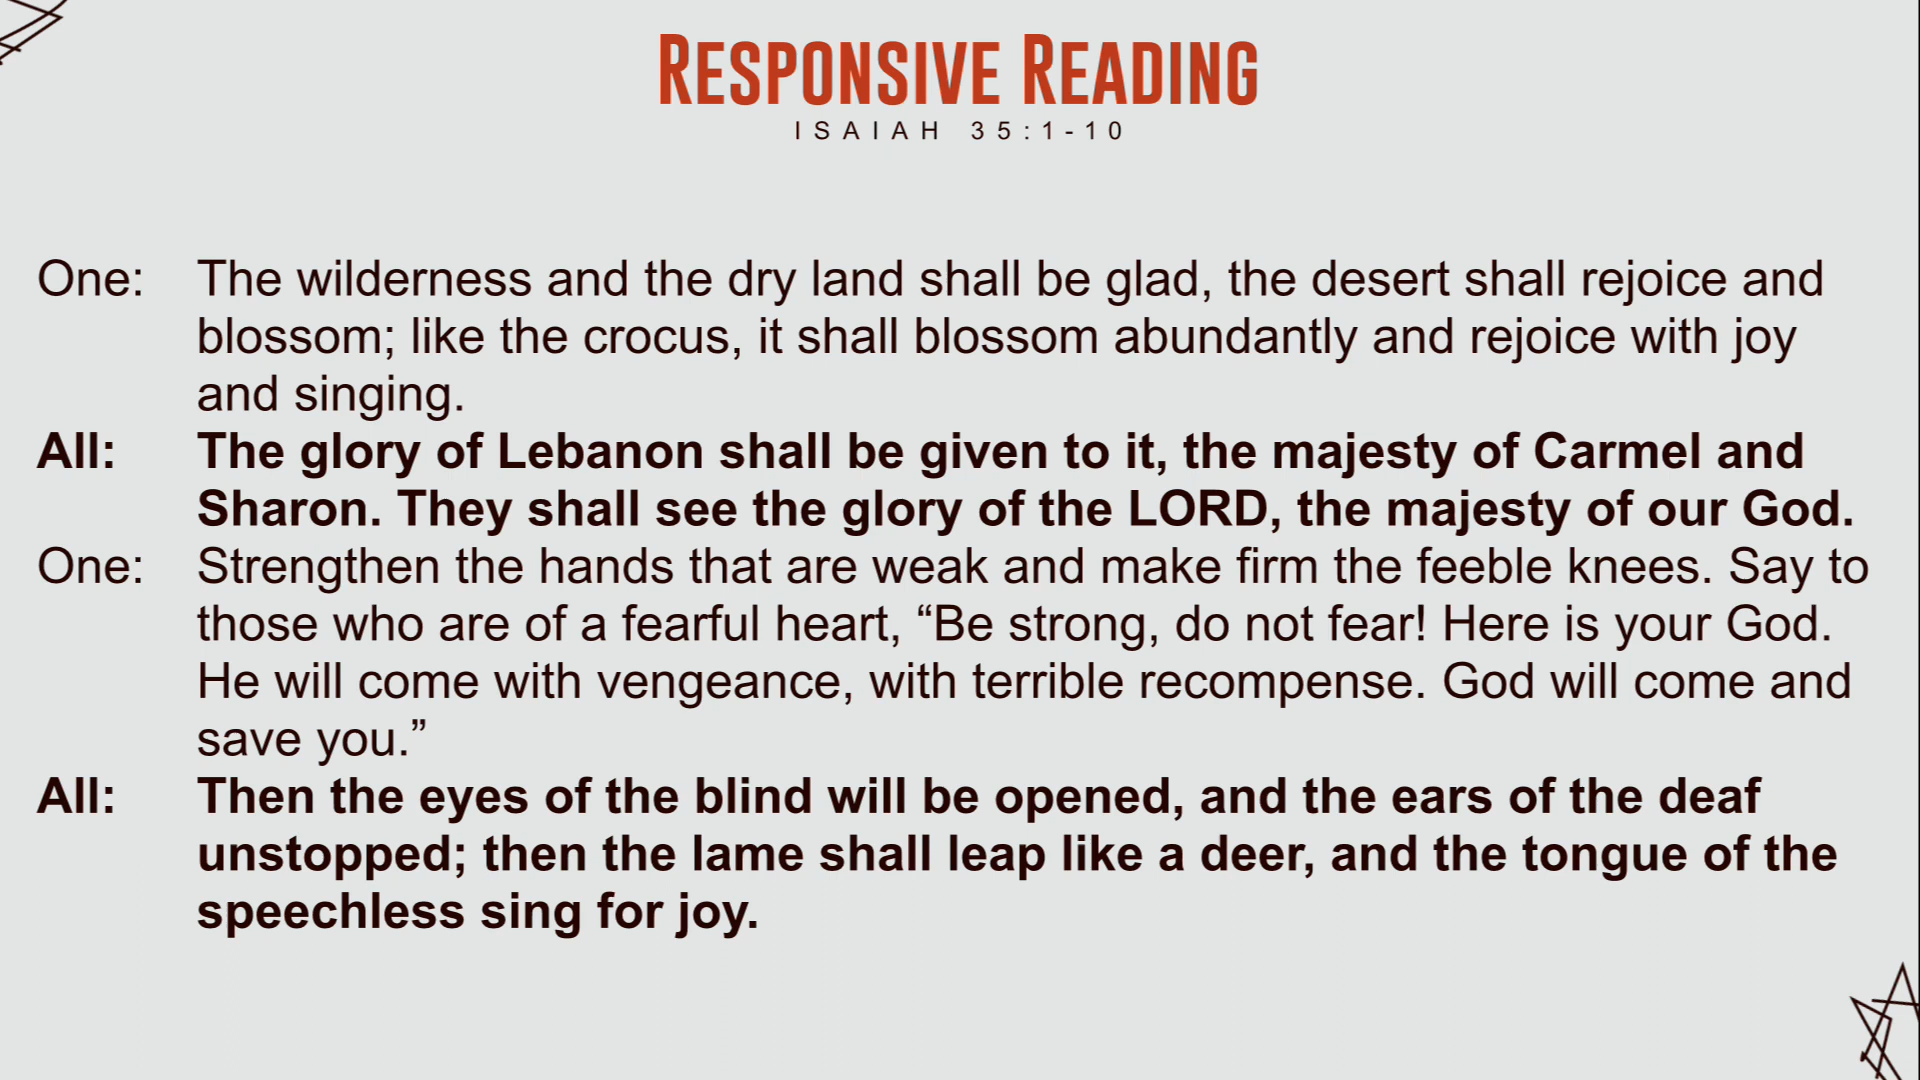 RESPONSIVE READING
ISAIAH 35:1-10
One: The wilderness and the dry land shall be glad, the desert shall rejoice and
blossom; like the crocus, it shall blossom abundantly and rejoice with joy
and singing.
All: The glory of Lebanon shall be given to it, the majesty of Carmel and
Sharon. They shall see the glory of the LORD, the majesty of our God.
One: Strengthen the hands that are weak and make firm the feeble knees. Say to
those who are of a fearful heart, “Be strong, do not fear! Here is your God.
He will come with vengeance, with terrible recompense. God will come and
save you.”
All: Then the eyes of the blind will be opened, and the ears of the deaf
unstopped; then the lame shall leap like a deer, and the tongue of the
speechless sing for joy.